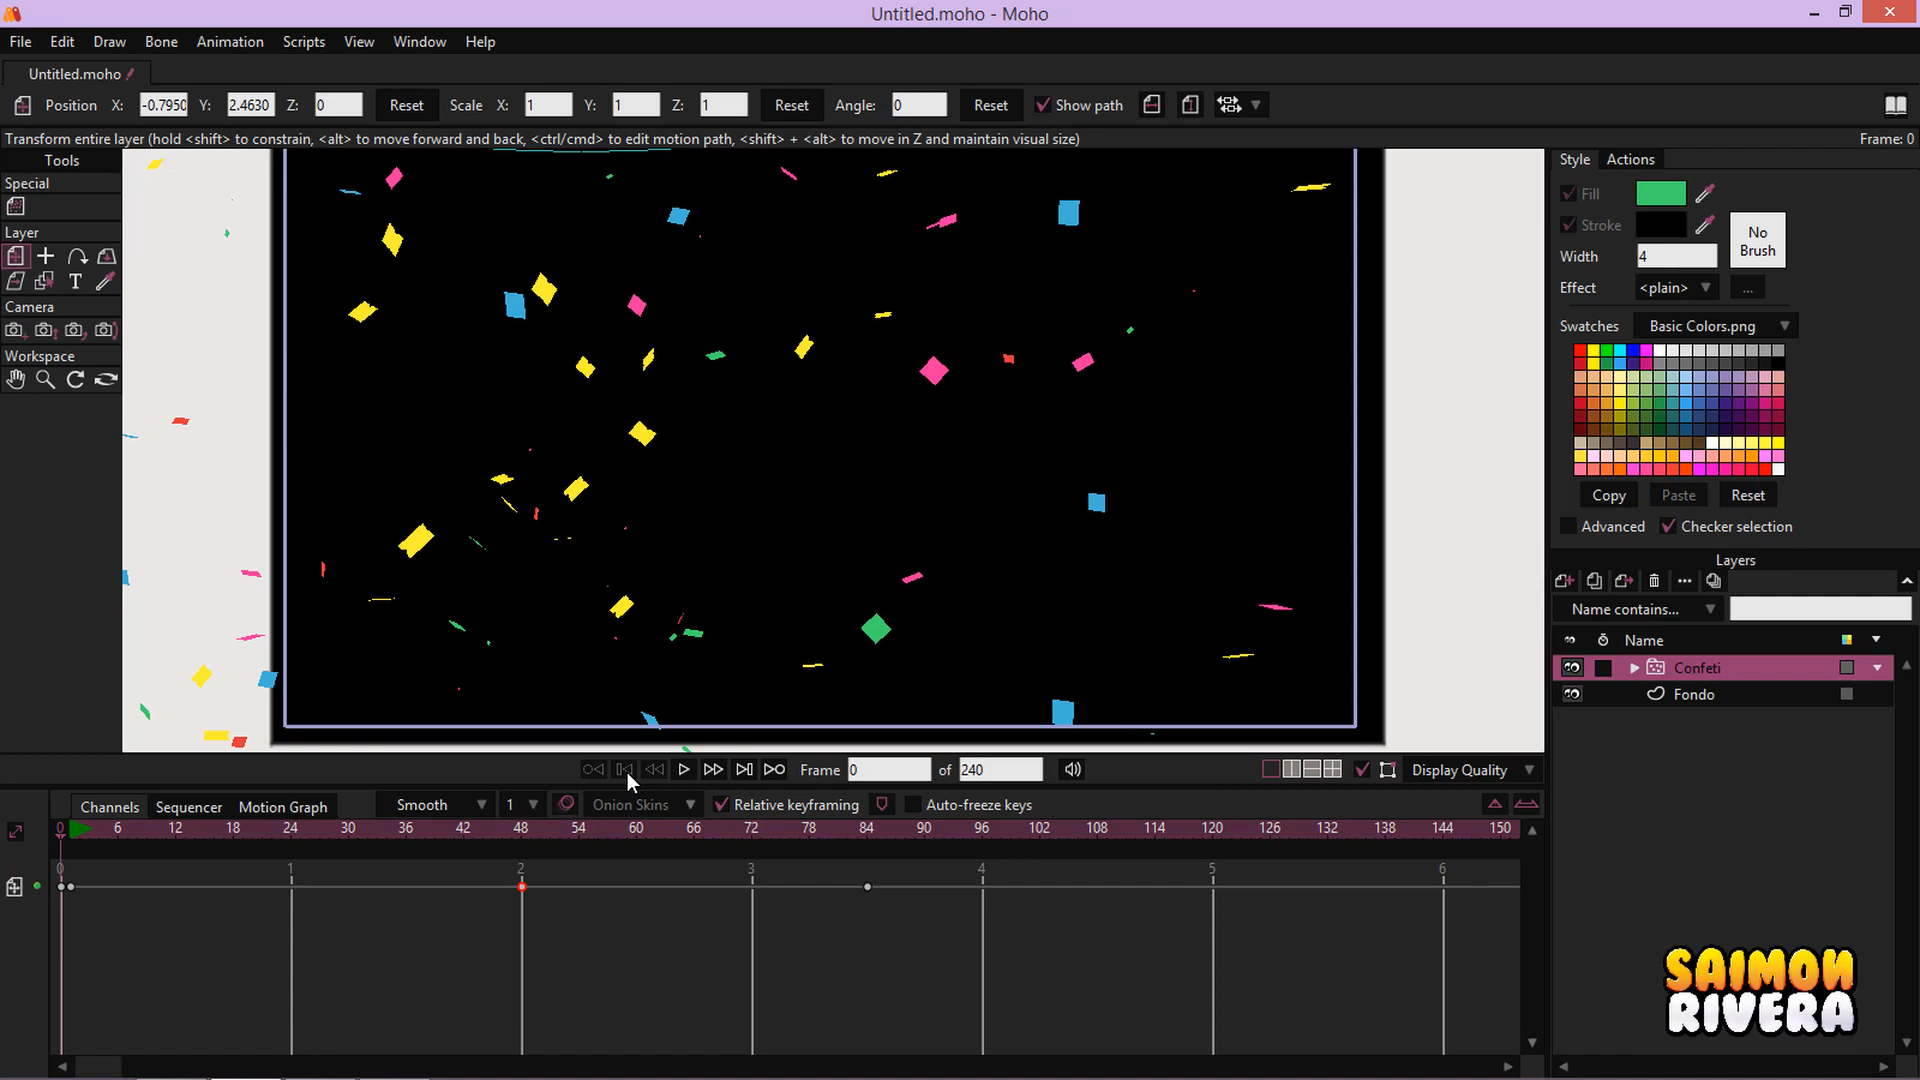 Untitled.moho - Moho
File Edit Draw Bone Animation Scripts View Window Help
Untitled.moho
Position X: -0.7950 Y: 2.4630 Z: 0 Reset Scale X: 1 Y: 1 Z: 1 Reset Angle: 0 Reset Show path
Transform entire layer (hold <shift> to constrain, <alt> to move forward and back, <ctrl/cmd> to edit motion path, <shift> + <alt> to move in Z and maintain visual size) Frame: 0
Tools
Special
Layer
Camera
Workspace
Style Actions
Fill
Stroke
No Brush
Width 4
Effect <plain> ...
Swatches Basic Colors.png
Copy Paste Reset
Advanced Checker selection
Layers
Name contains...
Name
Confeti
Fondo
Frame 0 of 240 Display Quality
Channels Sequencer Motion Graph Smooth 1 Onion Skins Relative keyframing Auto-freeze keys
0 6 12 18 24 30 36 42 48 54 60 66 72 78 84 90 96 102 108 114 120 126 132 138 144 150
0 1 2 3 4 5 6
SAIMON
RIVERA